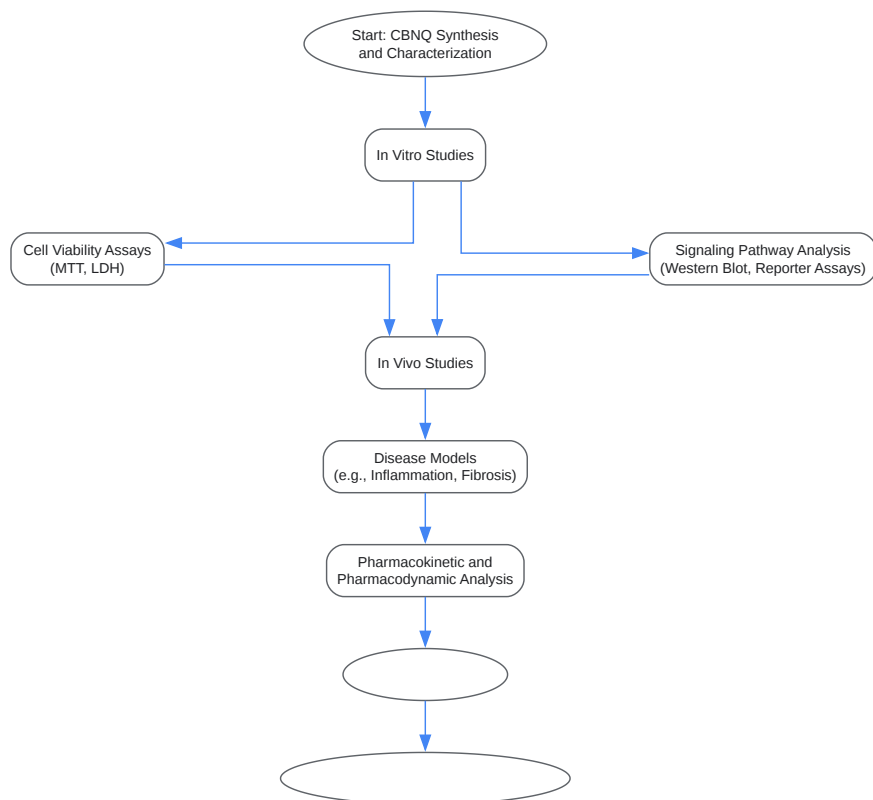 Start: CBNQ Synthesis
and Characterization
In Vitro Studies
Cell Viability Assays
(MTT, LDH)
Signaling Pathway Analysis
(Western Blot, Reporter Assays)
In Vivo Studies
Disease Models
(e.g., Inflammation, Fibrosis)
Pharmacokinetic and
Pharmacodynamic Analysis